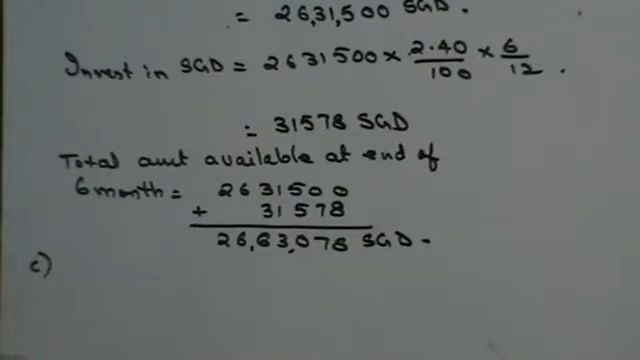 = 26,31,500 SGD.
Invest in SGD = 2631500 × 2.40/100 × 6/12.
= 31578 SGD
Total amt available at end of
6 month = 2631500
+ 31578
26,63,078 SGD.
c)